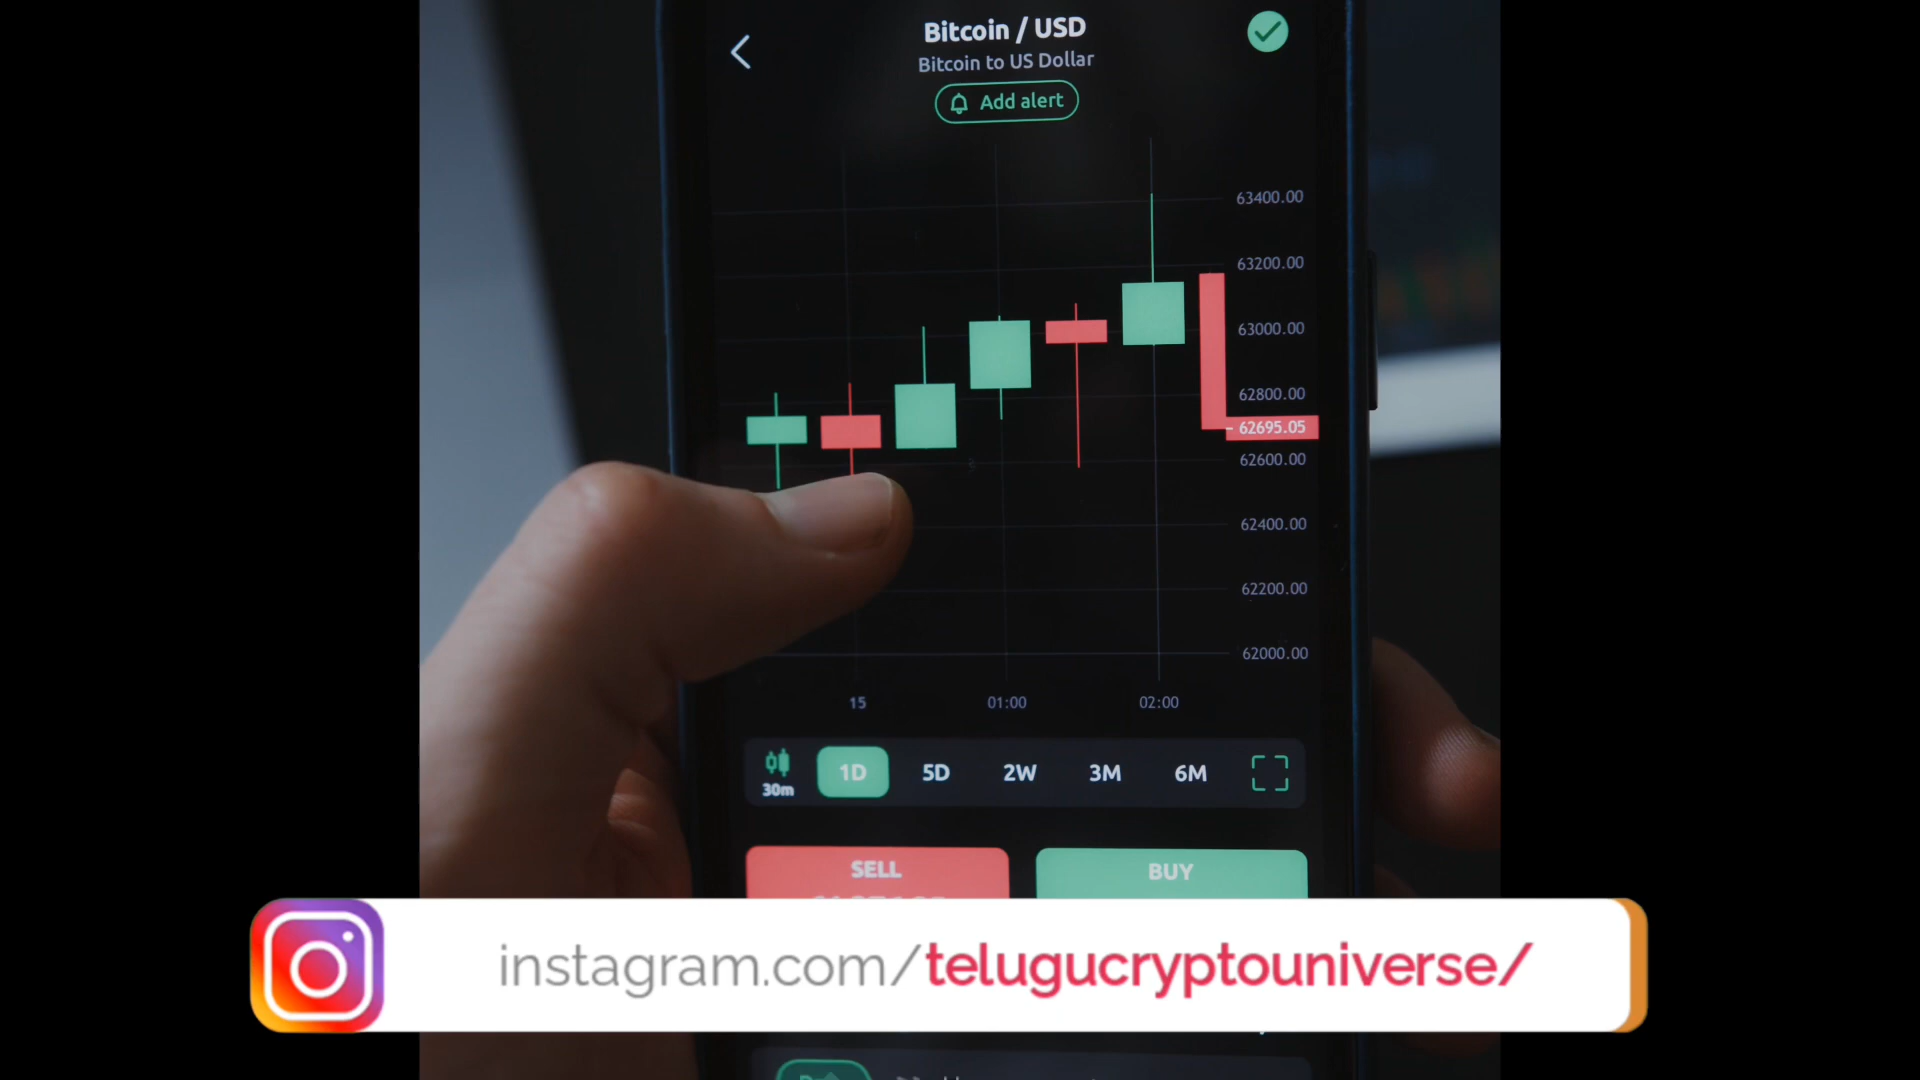 Bitcoin / USD
Bitcoin to US Dollar
Add alert
63400.00
63200.00
63000.00
62800.00
62695.05
62600.00
62400.00
62200.00
62000.00
15 01:00 02:00
30m 1D 5D 2W 3M 6M
SELL BUY
instagram.com/telugucryptouniverse/